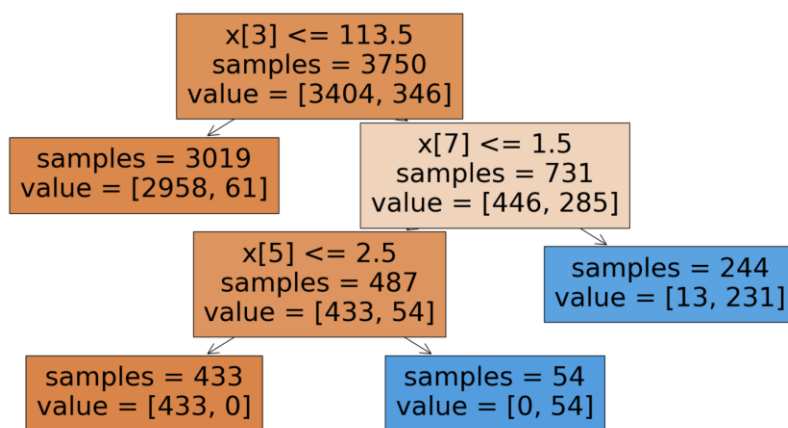 x[3] <= 113.5
samples = 3750
value = [3404, 346]
samples = 3019
value = [2958, 61]
x[7] <= 1.5
samples = 731
value = [446, 285]
x[5] <= 2.5
samples = 487
value = [433, 54]
samples = 244
value = [13, 231]
samples = 433
value = [433, 0]
samples = 54
value = [0, 54]